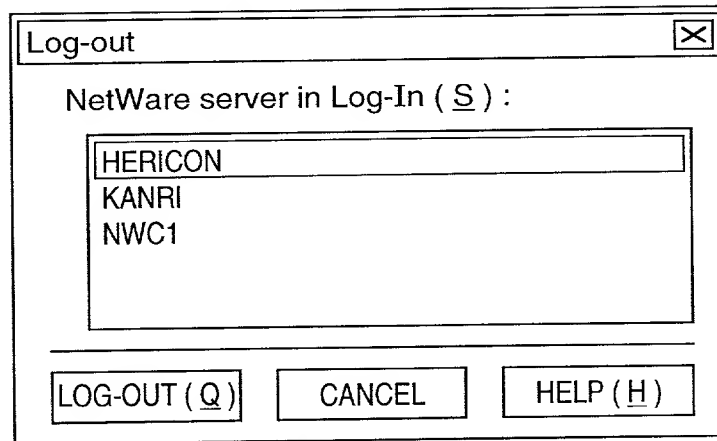 Log-out
NetWare server in Log-In ( S ) :
HERICON
KANRI
NWC1
LOG-OUT ( Q ) CANCEL HELP ( H )